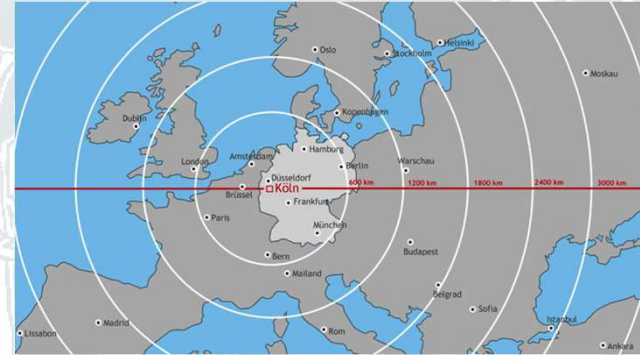 Oslo
Helsinki
Stockholm
Moskau
Kopenhagen
Dublin
Hamburg
London
Amsterdam
Berlin
Warschau
Düsseldorf
600 km
1200 km
1800 km
2400 km
3000 km
Köln
Brüssel
Frankfurt
Paris
München
Bern
Budapest
Mailand
Belgrad
Sofia
Madrid
Istanbul
Lissabon
Rom
Ankara